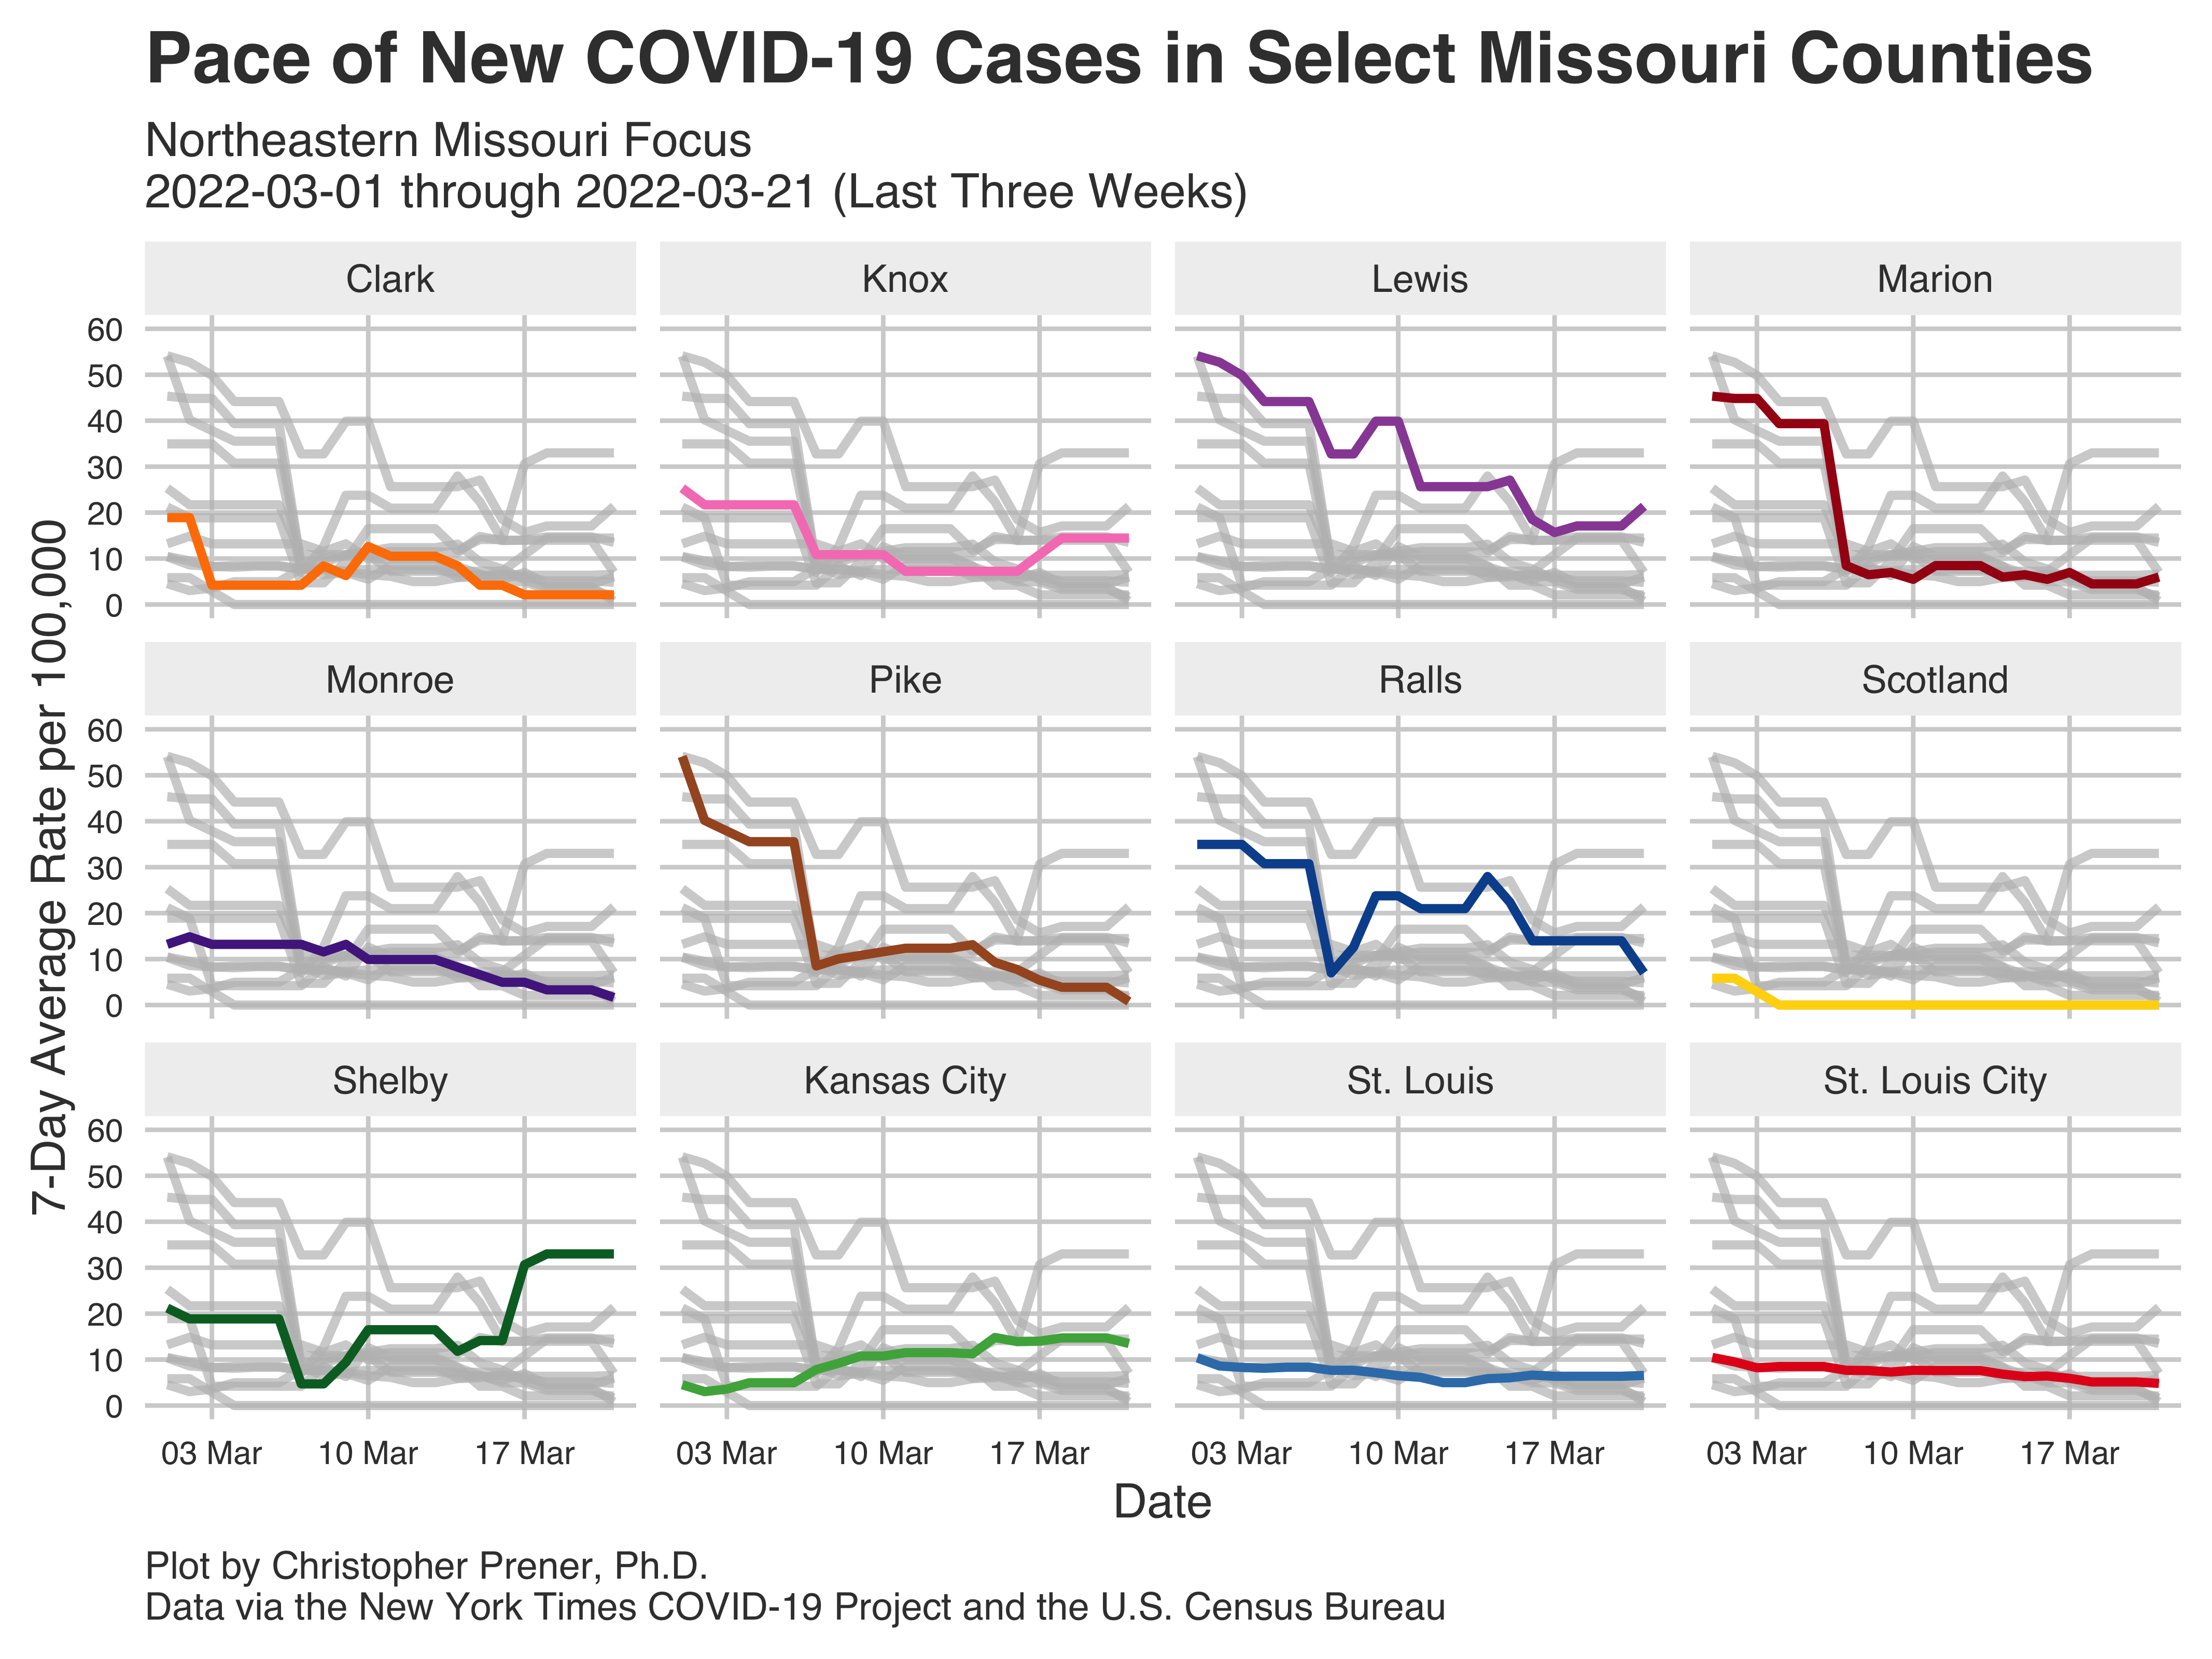 Pace of New COVID-19 Cases in Select Missouri Counties
Northeastern Missouri Focus
2022-03-01 through 2022-03-21 (Last Three Weeks)
7-Day Average Rate per 100,000
Clark
Knox
Lewis
Marion
60
50
40
30
20
10
0
Monroe
Pike
Ralls
Scotland
60
50
40
30
20
10
0
Shelby
Kansas City
St. Louis
St. Louis City
60
50
40
30
20
10
0
03 Mar 10 Mar 17 Mar 03 Mar 10 Mar 17 Mar 03 Mar 10 Mar 17 Mar 03 Mar 10 Mar 17 Mar
Date
Plot by Christopher Prener, Ph.D.
Data via the New York Times COVID-19 Project and the U.S. Census Bureau